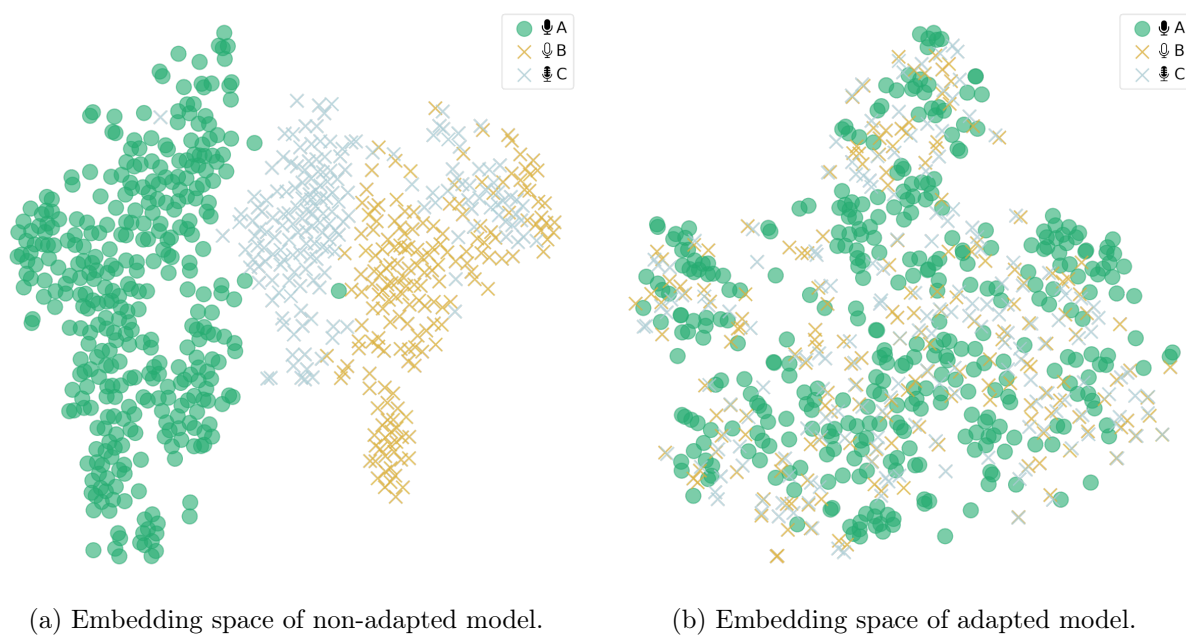 A
B
C
A
B
C
(a) Embedding space of non-adapted model.
(b) Embedding space of adapted model.